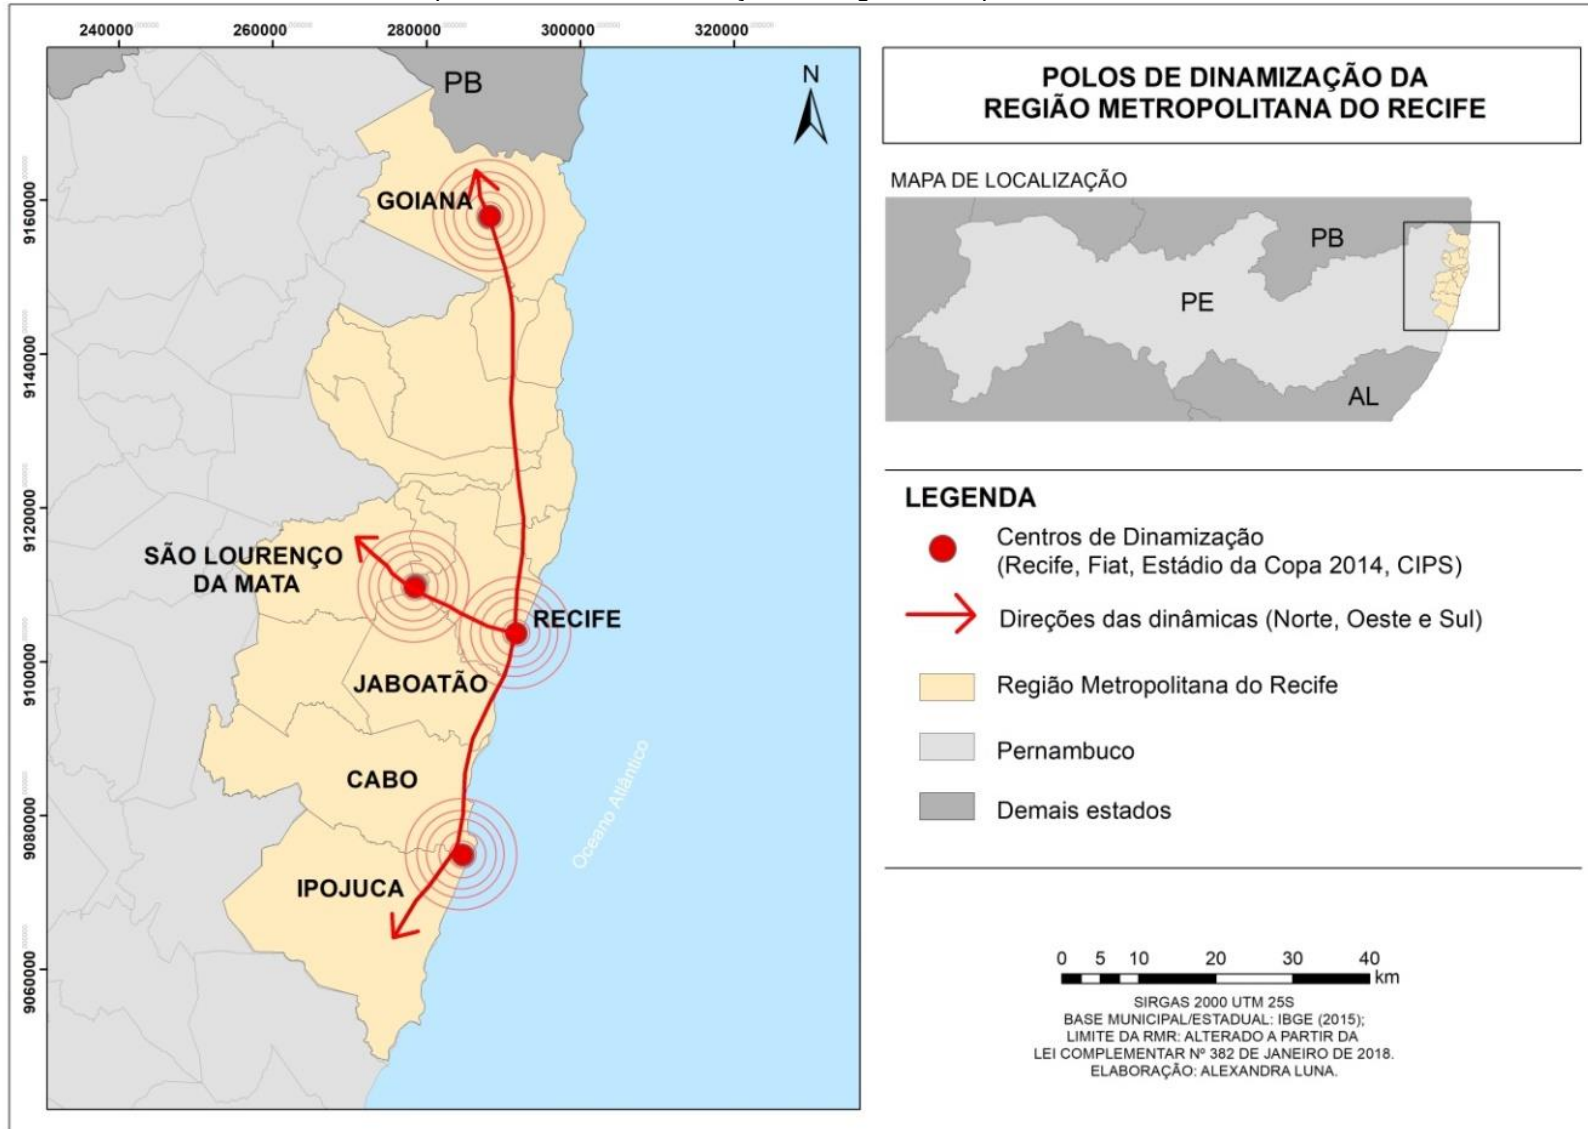 240000 260000 280000 300000 320000
9160000
9140000
9120000
9100000
9080000
9060000
PB
N
GOIANA
SÃO LOURENÇO
DA MATA
RECIFE
JABOATÃO
CABO
IPOJUCA
Oceano Atlântico
POLOS DE DINAMIZAÇÃO DA
REGIÃO METROPOLITANA DO RECIFE
MAPA DE LOCALIZAÇÃO
PB
PE
AL
LEGENDA
Centros de Dinamização
(Recife, Fiat, Estádio da Copa 2014, CIPS)
Direções das dinâmicas (Norte, Oeste e Sul)
Região Metropolitana do Recife
Pernambuco
Demais estados
0 5 10 20 30 40
km
SIRGAS 2000 UTM 25S
BASE MUNICIPAL/ESTADUAL: IBGE (2015);
LIMITE DA RMR: ALTERADO A PARTIR DA
LEI COMPLEMENTAR Nº 382 DE JANEIRO DE 2018.
ELABORAÇÃO: ALEXANDRA LUNA.